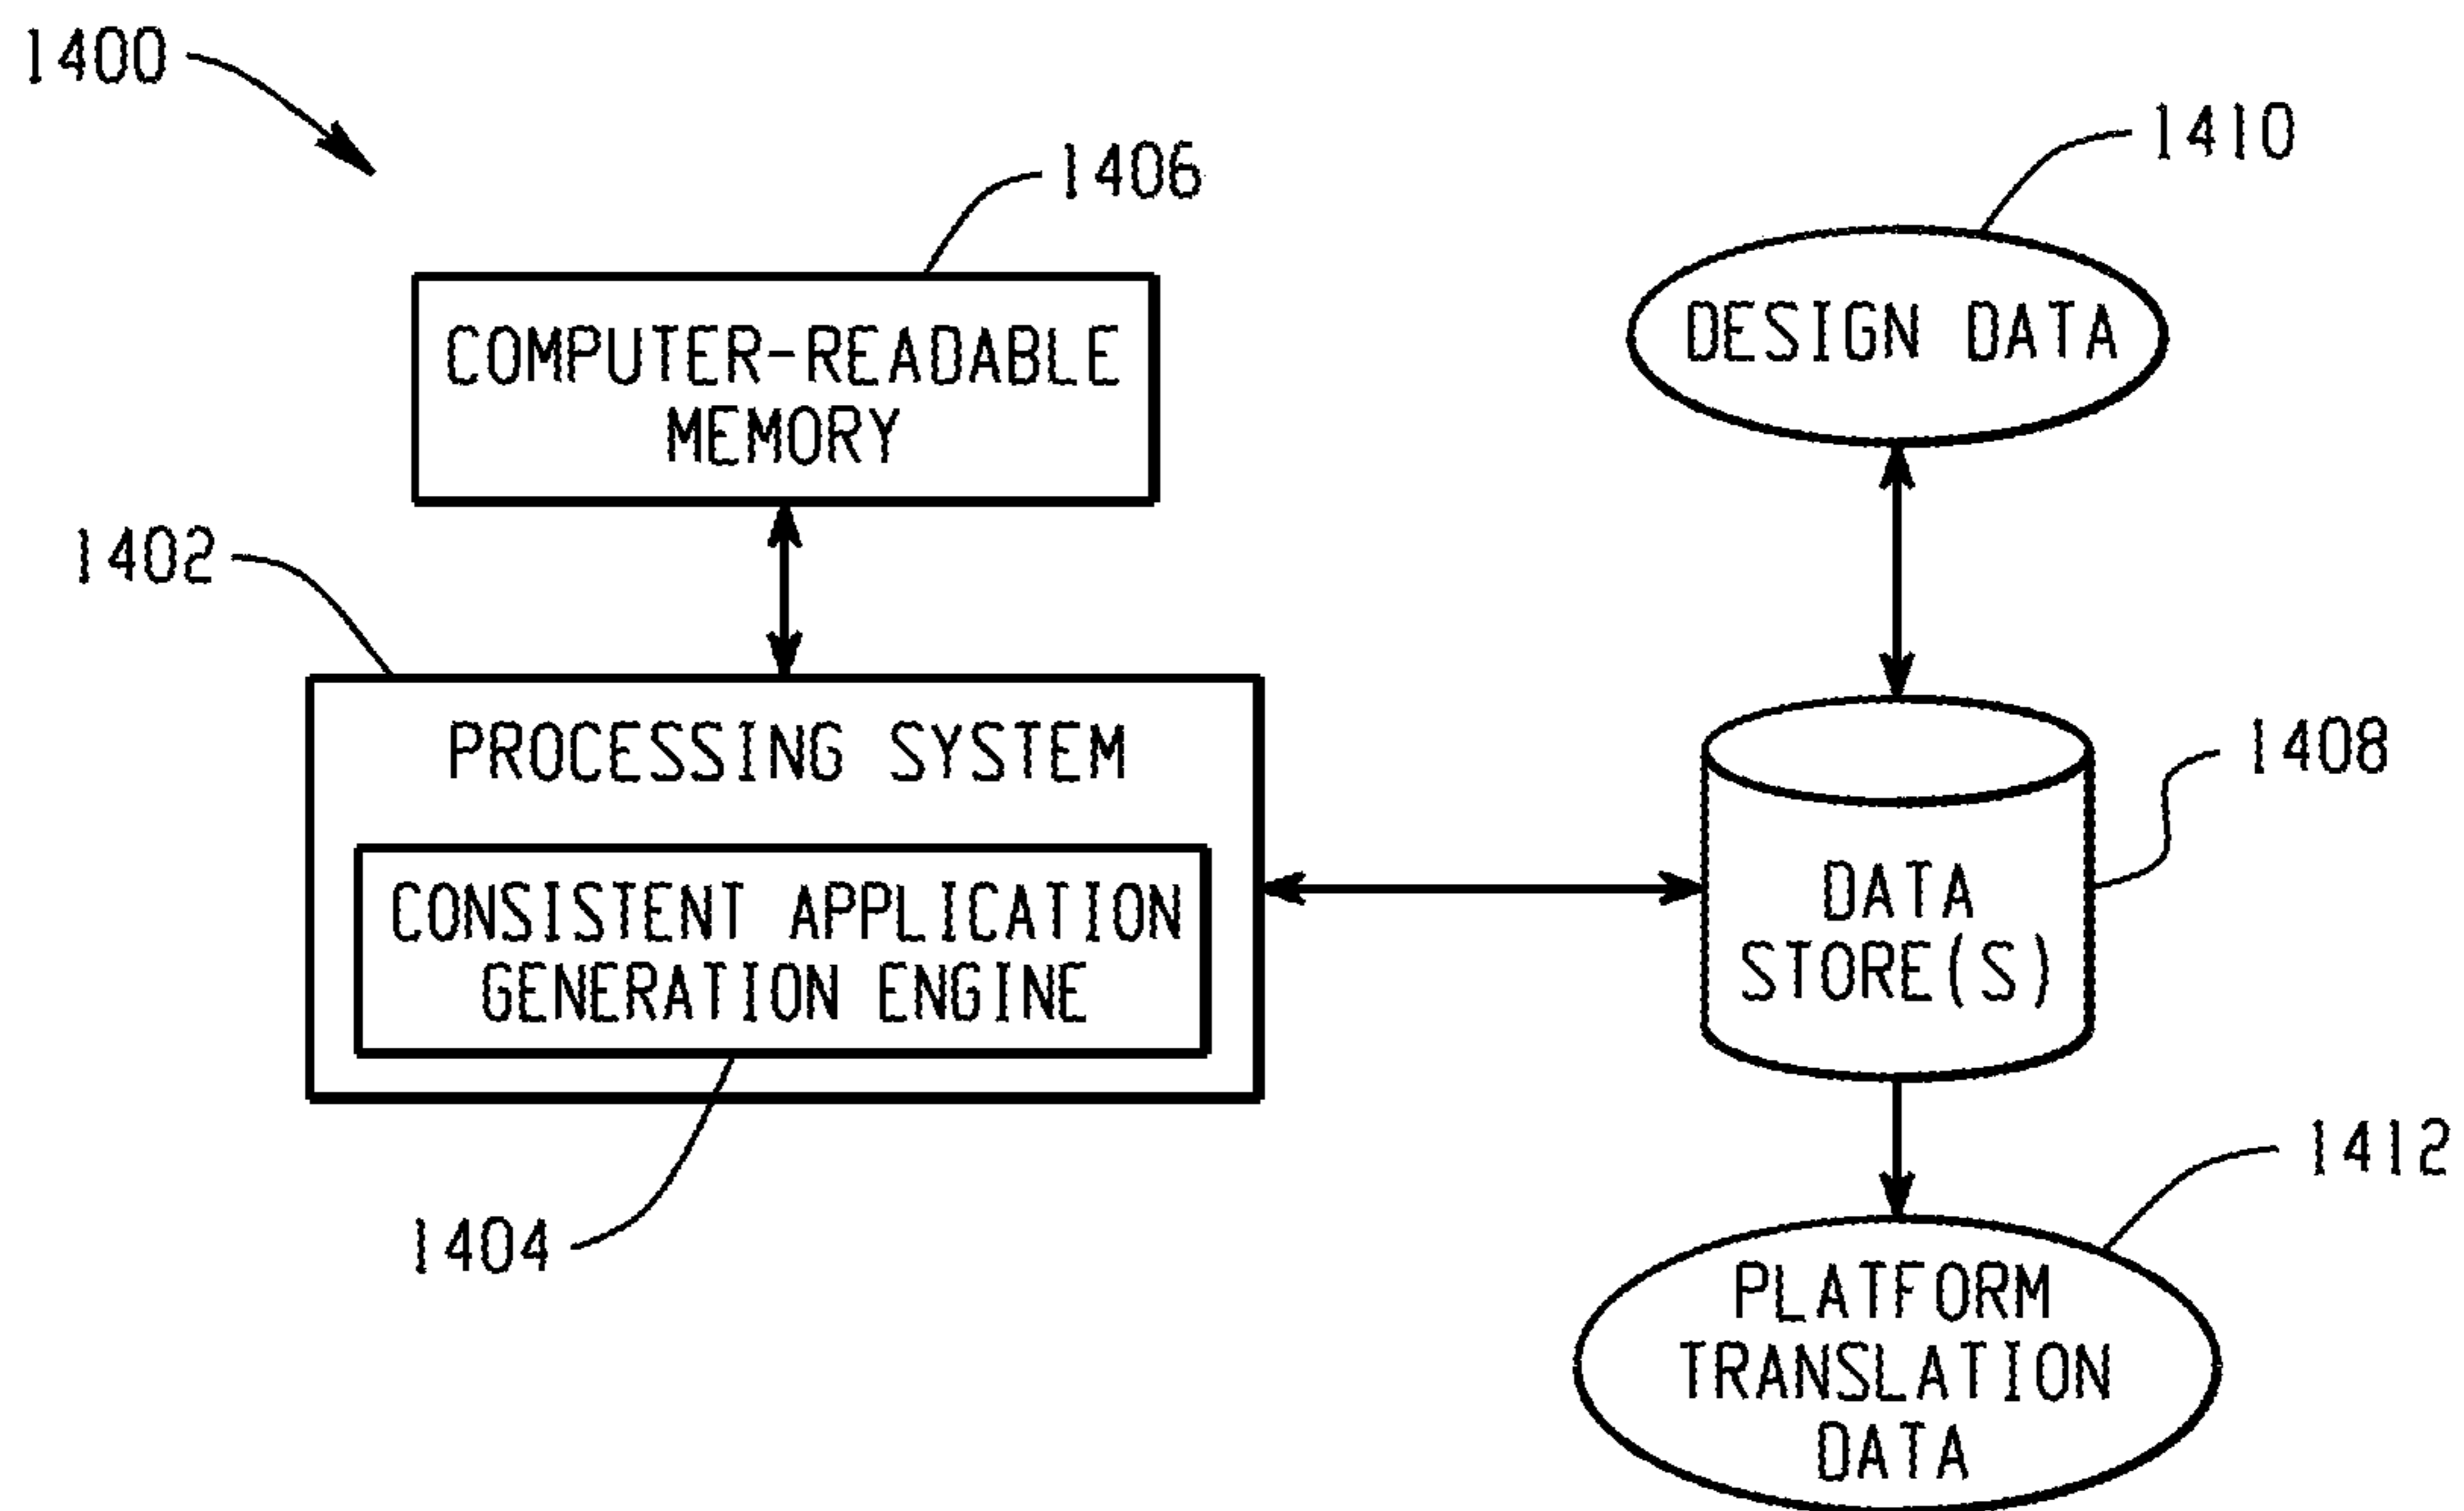 1400
1406
1410
COMPUTER-READABLE
MEMORY
DESIGN DATA
1402
PROCESSING SYSTEM
1408
CONSISTENT APPLICATION
GENERATION ENGINE
DATA
STORE(S)
1404
1412
PLATFORM
TRANSLATION
DATA